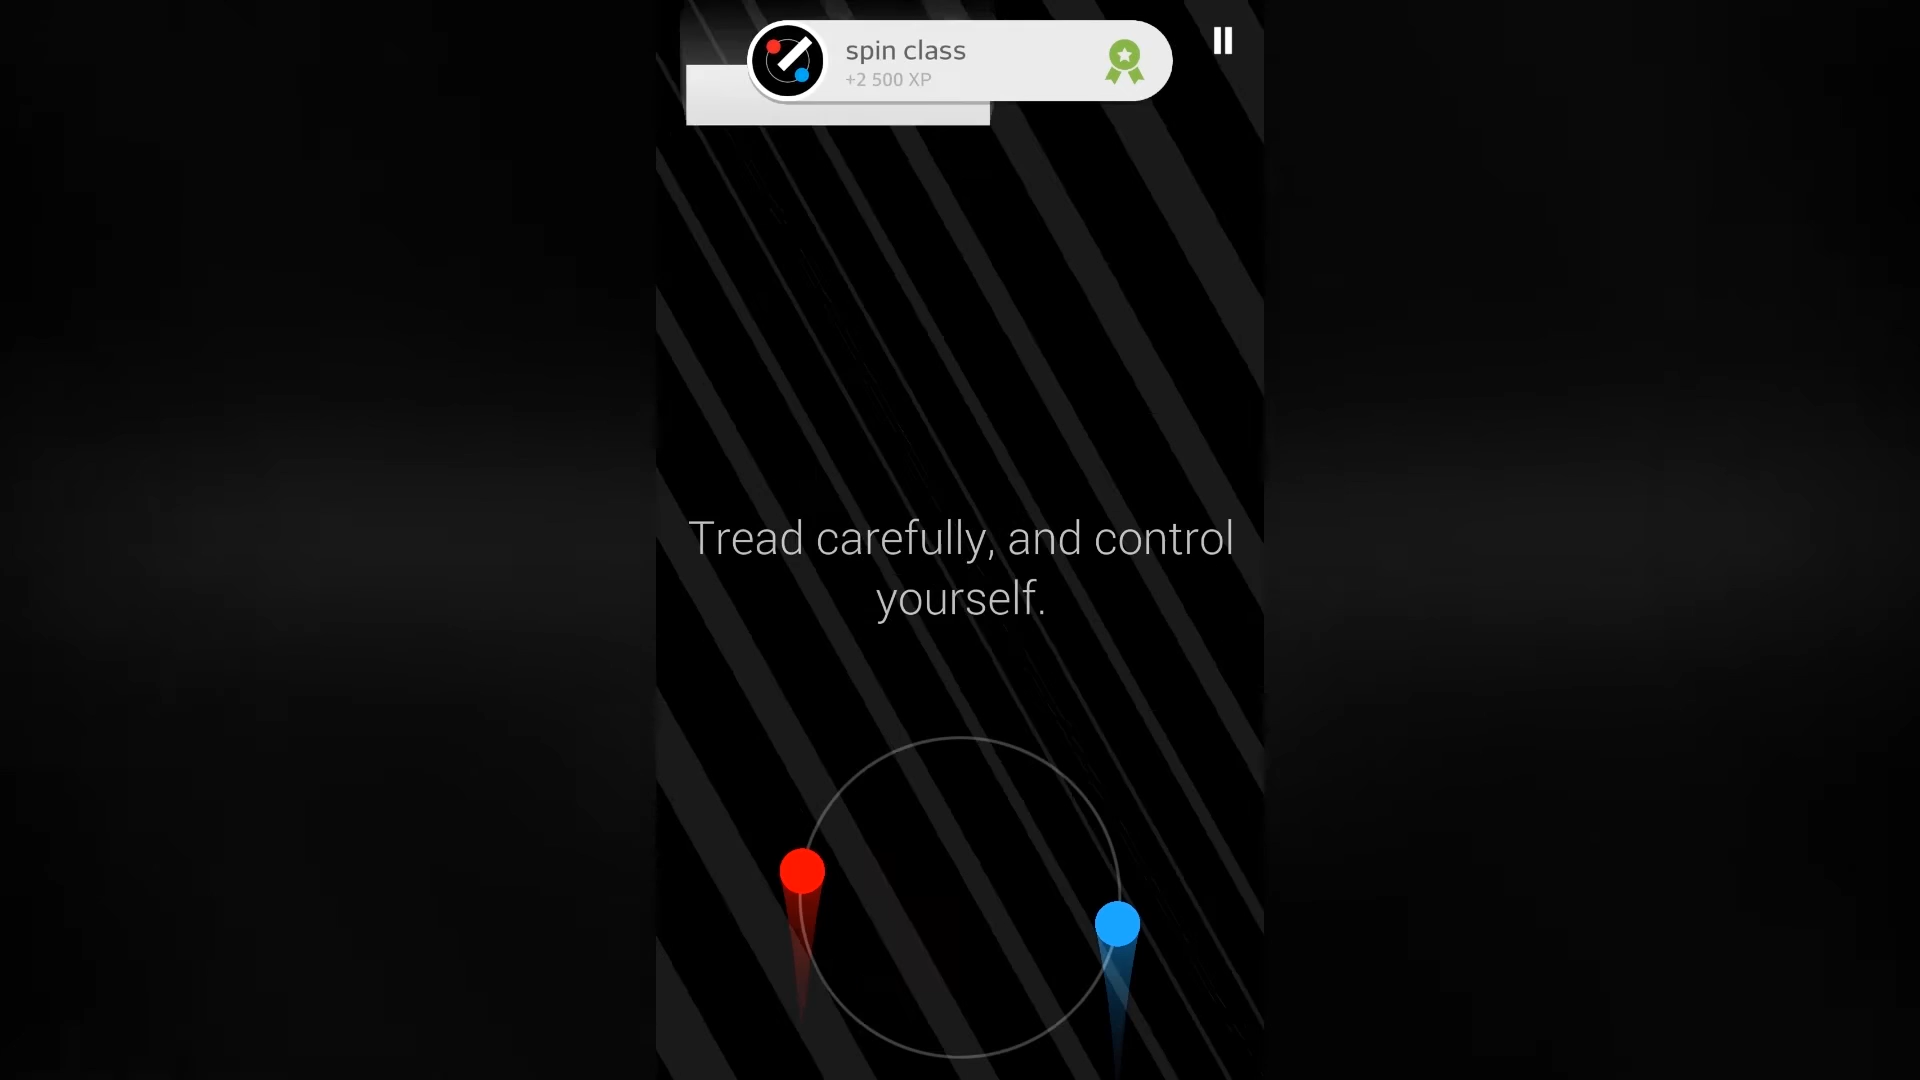 spin class
+2 500 XP
Tread carefully, and control
yourself.